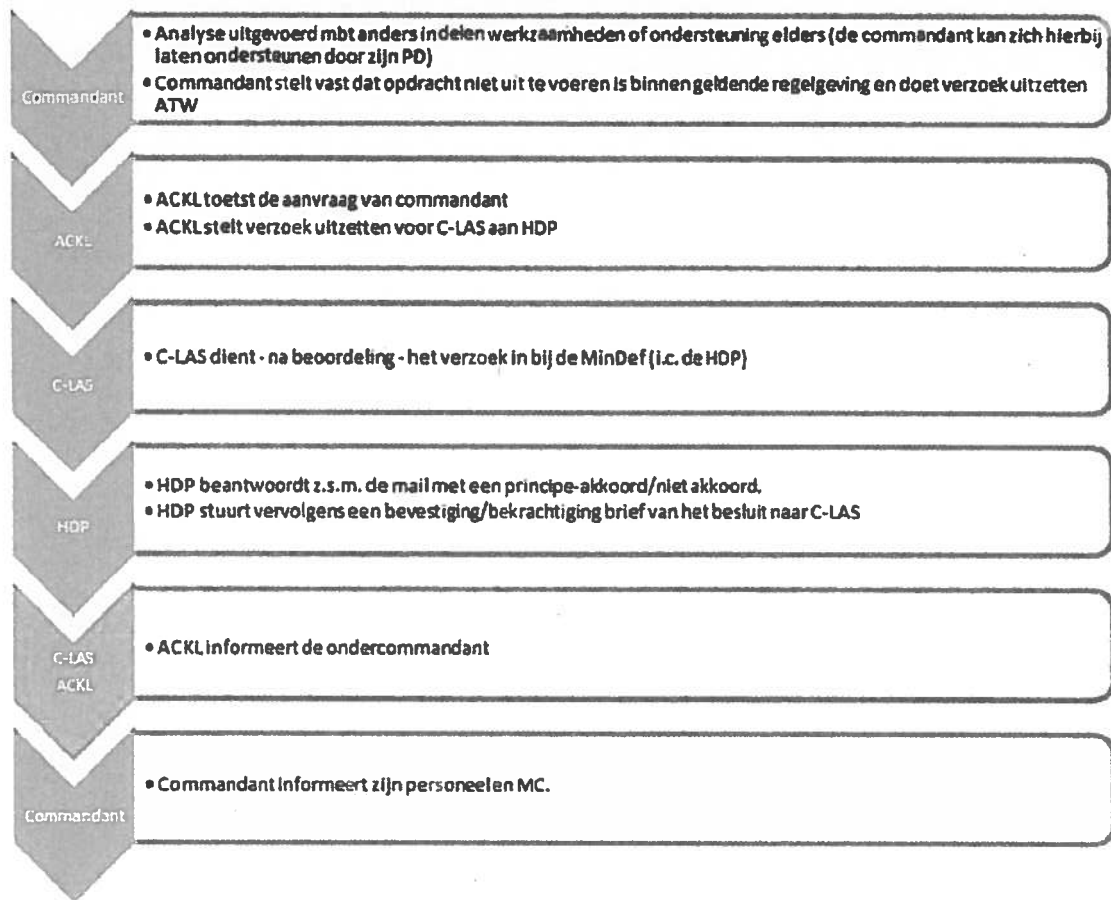 • Analyse uitgevoerd mbt anders indelen werkzaamheden of ondersteuning elders (de commandant kan zich hierbij
laten ondersteunen door zijn PD)
Commandant
• Commandant stelt vast dat opdracht niet uit te voeren is binnen geldende regelgeving en doet verzoek uitzetten
ATW
• ACKL toetst de aanvraag van commandant
ACKL
• ACKL stelt verzoek uitzetten voor C-LAS aan HDP
C-LAS
• C-LAS dient - na beoordeling - het verzoek in bij de MinDef (i.c. de HDP)
• HDP beantwoordt z.s.m. de mail met een principe-akkoord/niet akkoord.
HDP
• HDP stuurt vervolgens een bevestiging/bekrachtiging brief van het besluit naar C-LAS
C-LAS
ACKL
• ACKL informeert de ondercommandant
Commandant
• Commandant informeert zijn personeel en MC.